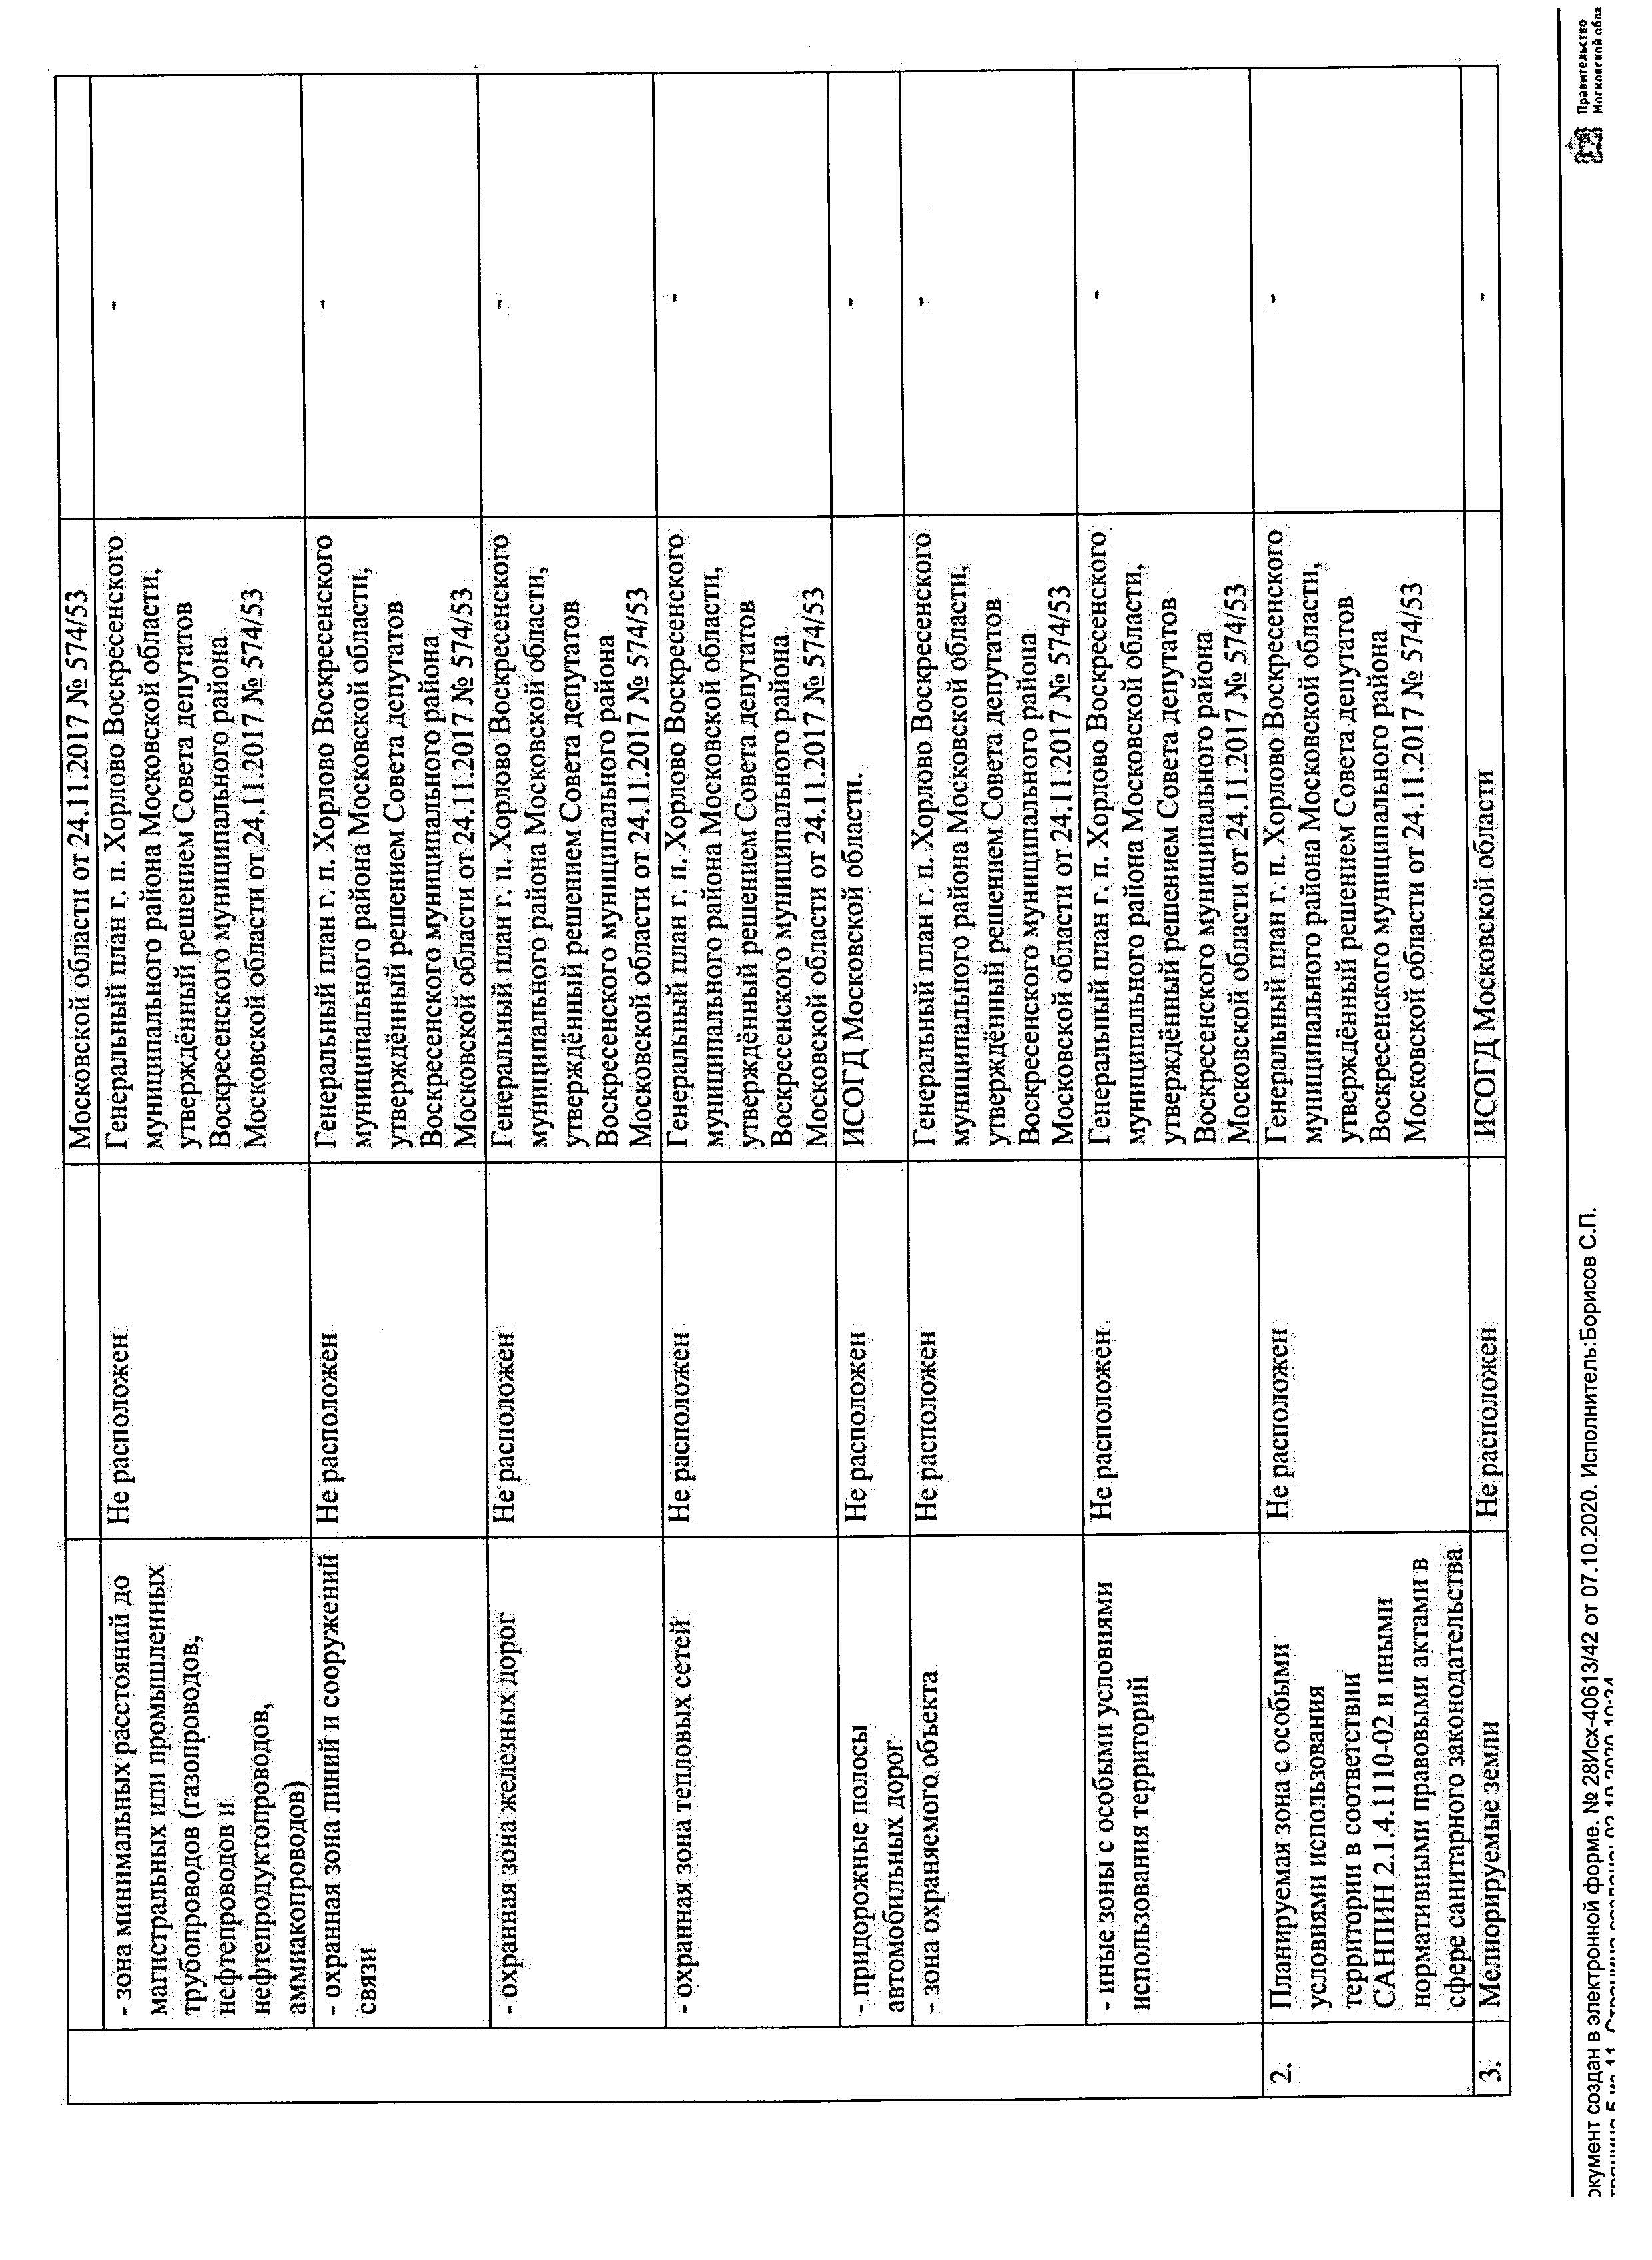 Московской области от 24.11.2017 № 574/53
- зона минимальных расстояний до
магистральных или промышленных
трубопроводов (газопроводов,
нефтепроводов и
нефтепродуктопроводов,
аммиакопроводов)
Не расположен
Генеральный план г. п. Хорлово Воскресенского
муниципального района Московской области,
утверждённый решением Совета депутатов
Воскресенского муниципального района
Московской области от 24.11.2017 № 574/53
-
- охранная зона линий и сооружений
связи
Не расположен
Генеральный план г. п. Хорлово Воскресенского
муниципального района Московской области,
утверждённый решением Совета депутатов
Воскресенского муниципального района
Московской области от 24.11.2017 № 574/53
-
- охранная зона железных дорог
Не расположен
Генеральный план г. п. Хорлово Воскресенского
муниципального района Московской области,
утверждённый решением Совета депутатов
Воскресенского муниципального района
Московской области от 24.11.2017 № 574/53
-
- охранная зона тепловых сетей
Не расположен
Генеральный план г. п. Хорлово Воскресенского
муниципального района Московской области,
утверждённый решением Совета депутатов
Воскресенского муниципального района
Московской области от 24.11.2017 № 574/53
-
- придорожные полосы
автомобильных дорог
Не расположен
ИСОГД Московской области.
-
- зона охраняемого объекта
Не расположен
Генеральный план г. п. Хорлово Воскресенского
муниципального района Московской области,
утверждённый решением Совета депутатов
Воскресенского муниципального района
Московской области от 24.11.2017 № 574/53
-
- иные зоны с особыми условиями
использования территорий
Не расположен
Генеральный план г. п. Хорлово Воскресенского
муниципального района Московской области,
утверждённый решением Совета депутатов
Воскресенского муниципального района
Московской области от 24.11.2017 № 574/53
-
2.
Планируемая зона с особыми
условиями использования
территории в соответствии
САНПИН 2.1.4.1110-02 и иными
нормативными правовыми актами в
сфере санитарного законодательства
Не расположен
Генеральный план г. п. Хорлово Воскресенского
муниципального района Московской области,
утверждённый решением Совета депутатов
Воскресенского муниципального района
Московской области от 24.11.2017 № 574/53
-
3.
Мелиорируемые земли
Не расположен
ИСОГД Московской области
-
окумент создан в электронной форме. № 28Исх-40613/42 от 07.10.2020. Исполнитель:Борисов С.П.
Правительство
Московской обла